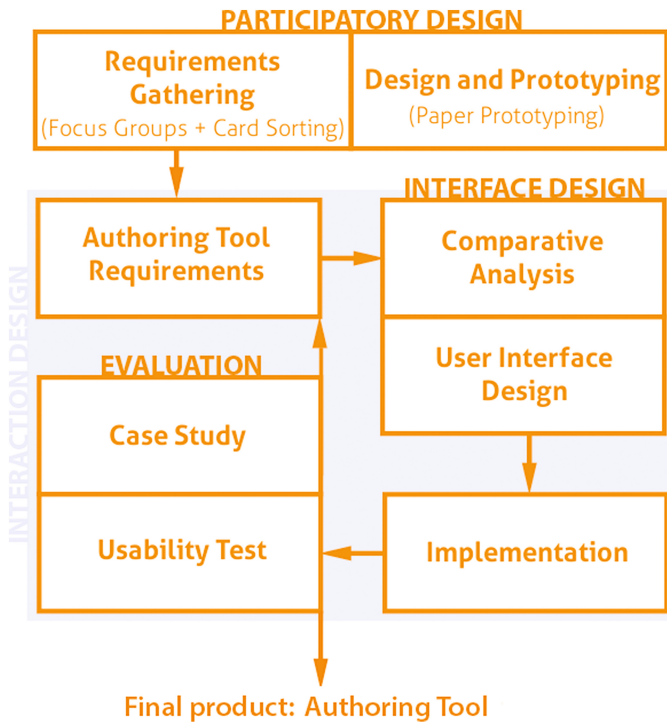 PARTICIPATORY DESIGN
Requirements
Gathering
(Focus Groups + Card Sorting)
Design and Prototyping
(Paper Prototyping)
INTERFACE DESIGN
Authoring Tool
Requirements
Comparative
Analysis
INTERACTION DESIGN
EVALUATION
User Interface
Design
Case Study
Usability Test
Implementation
Final product: Authoring Tool